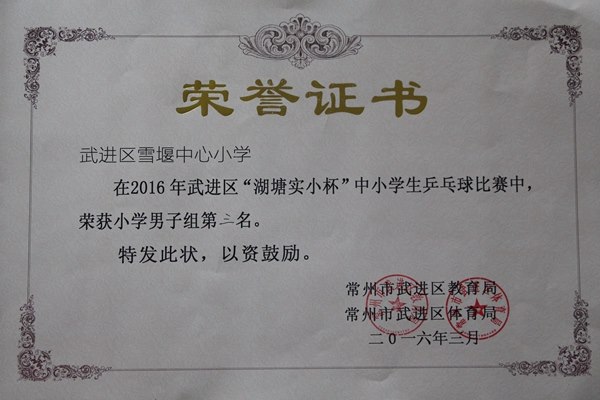 荣誉证书
武进区雪堰中心小学
在2016年武进区“湖塘实小杯”中小学生乒乓球比赛中，
荣获小学男子组第三名。
特发此状，以资鼓励。
常州市武进区教育局
常州市武进区体育局
二〇一六年三月